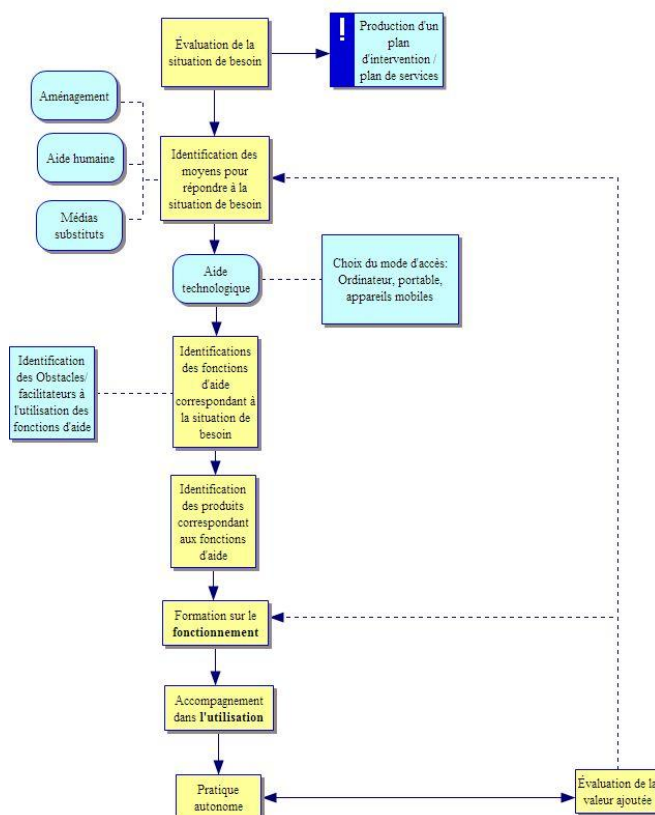 Évaluation de la
situation de besoin
!
Production d'un
plan
d'intervention /
plan de services
Aménagement
Aide humaine
Médias
substituts
Identification des
moyens pour
répondre à la
situation de besoin
Aide
technologique
Choix du mode d'accès:
Ordinateur, portable,
appareils mobiles
Identification
des Obstacles/
facilitateurs à
l'utilisation des
fonctions d'aide
Identifications
des fonctions
d'aide
correspondant à
la situation de
besoin
Identification
des produits
correspondant
aux fonctions
d'aide
Formation sur le
fonctionnement
Accompagnement
dans l'utilisation
Pratique
autonome
Évaluation de la
valeur ajoutée